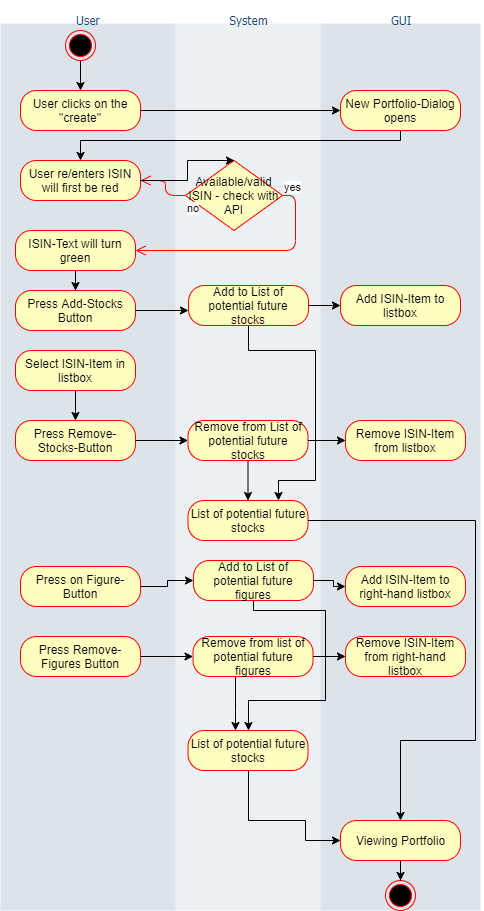 User
System
GUI
User clicks on the
"create"
New Portfolio-Dialog
opens
User re/enters ISIN
will first be red
Available/valid
ISIN - check with
API
yes
no
ISIN-Text will turn
green
Press Add-Stocks
Button
Add to List of
potential future
stocks
Add ISIN-Item to
listbox
Select ISIN-Item in
listbox
Press Remove-
Stocks-Button
Remove from List of
potential future
stocks
Remove ISIN-Item
from listbox
List of potential future
stocks
Press on Figure-
Button
Add to List of
potential future
figures
Add ISIN-Item to
right-hand listbox
Press Remove-
Figures Button
Remove from list of
potential future
figures
Remove ISIN-Item
from right-hand
listbox
List of potential future
stocks
Viewing Portfolio